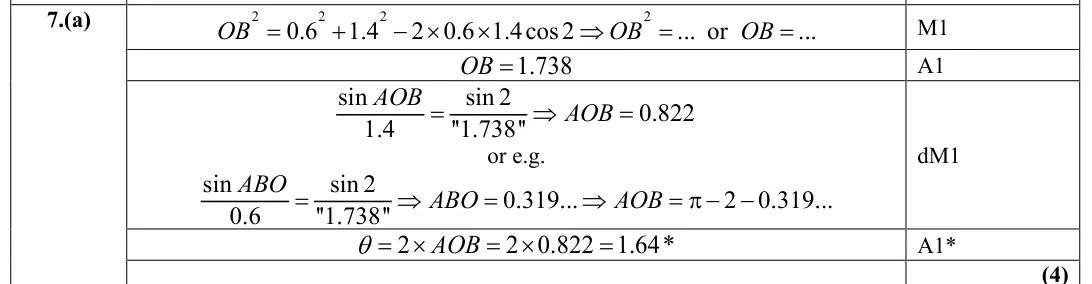 7.(a) OB² = 0.6² + 1.4² − 2 × 0.6 × 1.4 cos 2 ⇒ OB² = ... or OB = ... M1
OB = 1.738 A1
sin AOB / 1.4 = sin 2 / "1.738" ⇒ AOB = 0.822
or e.g. dM1
sin ABO / 0.6 = sin 2 / "1.738" ⇒ ABO = 0.319... ⇒ AOB = π − 2 − 0.319...
θ = 2 × AOB = 2 × 0.822 = 1.64 * A1*
(4)